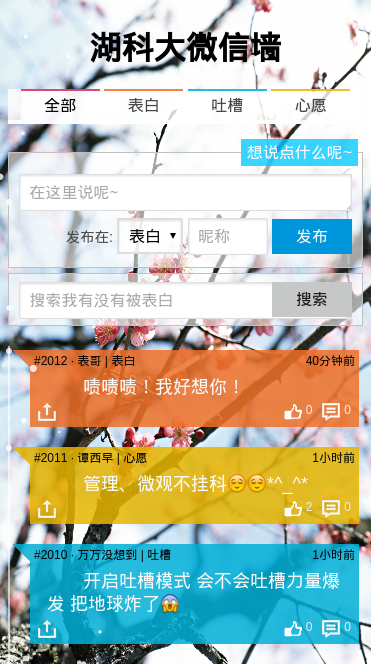 湖科大微信墙
全部 表白 吐槽 心愿
想说点什么呢~
在这里说呢~
发布在: 表白 ▾ 昵称 发布
搜索我有没有被表白 搜索
#2012 · 表哥 | 表白 40分钟前
啧啧啧！我好想你！
0 0
#2011 · 谭西早 | 心愿 1小时前
管理、微观不挂科😌😌*^_^*
2 0
#2010 · 万万没想到 | 吐槽 1小时前
开启吐槽模式 会不会吐槽力量爆
发 把地球炸了😱
0 0